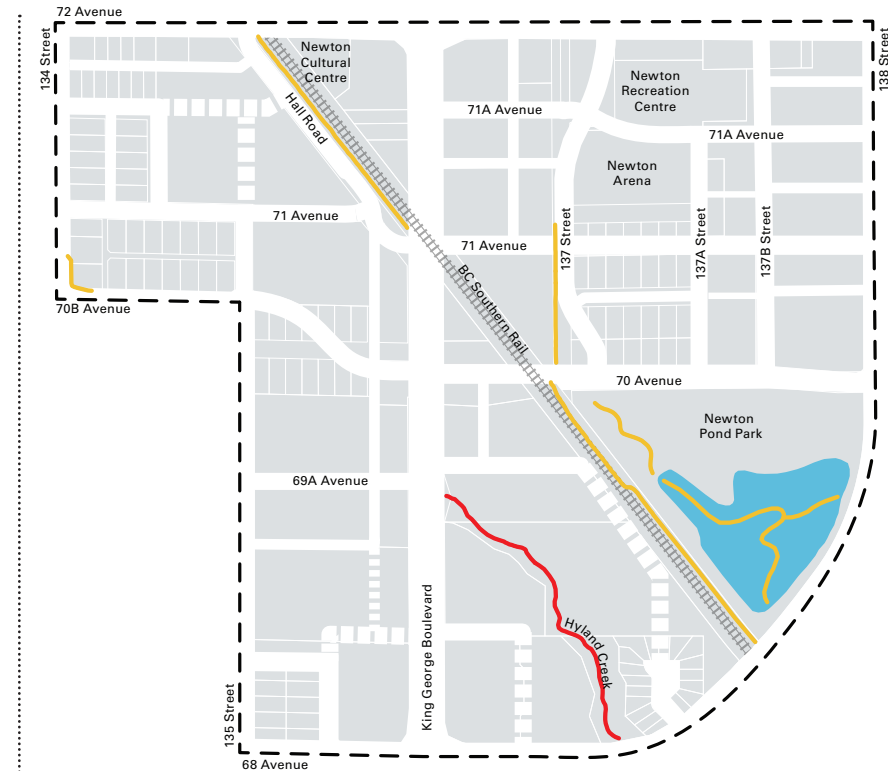 72 Avenue
134 Street
138 Street
Newton
Cultural
Centre
Hall Road
Newton
Recreation
Centre
71A Avenue
71A Avenue
Newton
Arena
71 Avenue
71 Avenue
137 Street
137A Street
137B Street
BC Southern Rail
70B Avenue
70 Avenue
Newton
Pond Park
69A Avenue
King George Boulevard
Hyland Creek
135 Street
68 Avenue